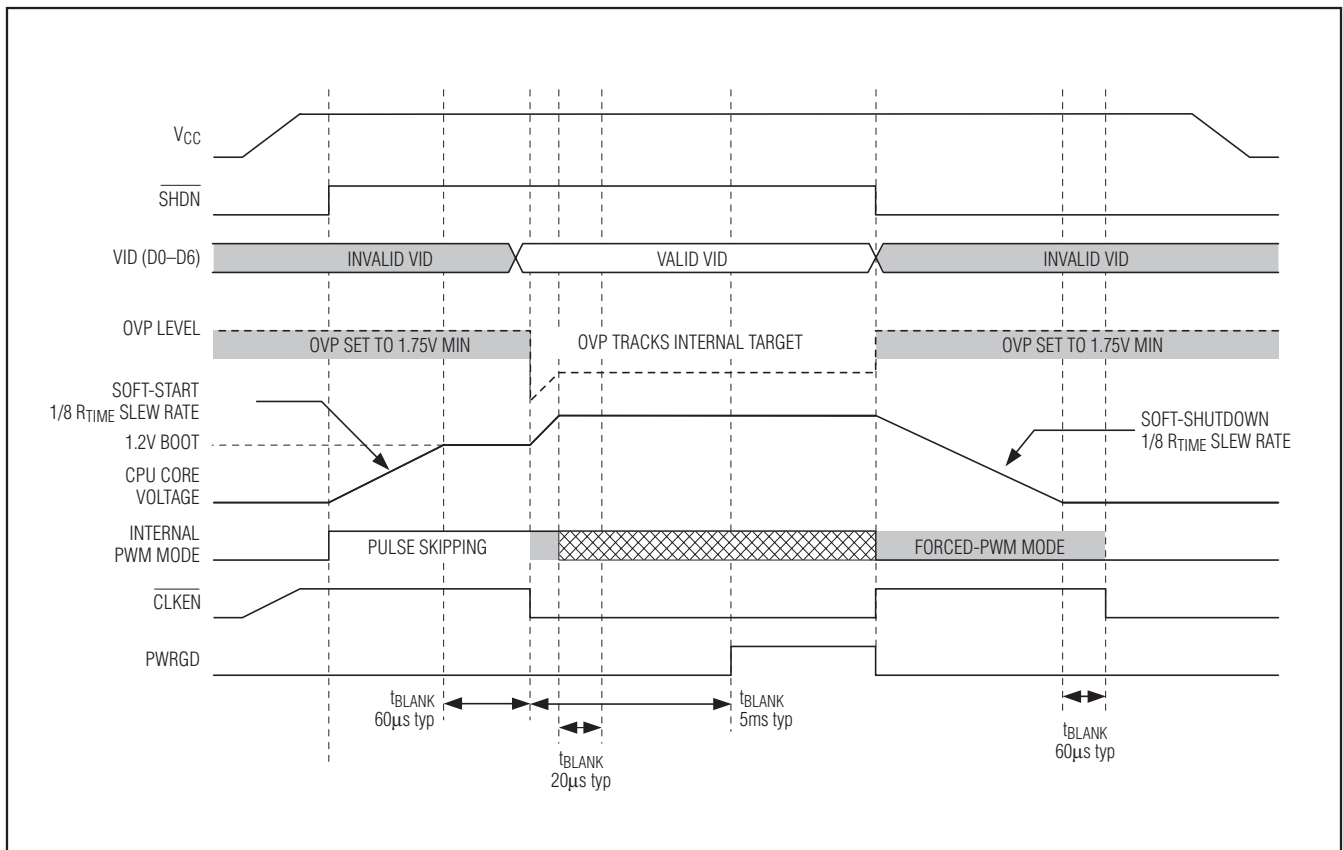 VCC
SHDN
VID (D0–D6)
INVALID VID
VALID VID
INVALID VID
OVP LEVEL
OVP SET TO 1.75V MIN
OVP TRACKS INTERNAL TARGET
OVP SET TO 1.75V MIN
SOFT-START
1/8 RTIME SLEW RATE
1.2V BOOT
SOFT-SHUTDOWN
1/8 RTIME SLEW RATE
CPU CORE
VOLTAGE
INTERNAL
PWM MODE
PULSE SKIPPING
FORCED-PWM MODE
CLKEN
PWRGD
tBLANK
60μs typ
tBLANK
5ms typ
tBLANK
20μs typ
tBLANK
60μs typ